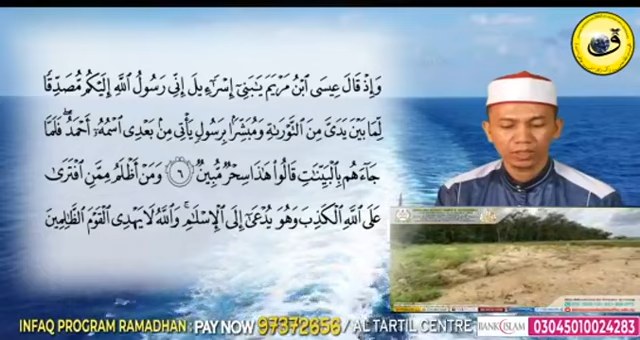 وَإِذْ قَالَ عِيسَى ٱبْنُ مَرْيَمَ يَـٰبَنِىٓ إِسْرَٰٓءِيلَ إِنِّى رَسُولُ ٱللَّهِ إِلَيْكُم مُّصَدِّقًا
لِّمَا بَيْنَ يَدَىَّ مِنَ ٱلتَّوْرَىٰةِ وَمُبَشِّرًۢا بِرَسُولٍ يَأْتِى مِنۢ بَعْدِى ٱسْمُهُۥٓ أَحْمَدُ ۖ فَلَمَّا
جَآءَهُم بِٱلْبَيِّنَـٰتِ قَالُوا۟ هَـٰذَا سِحْرٌ مُّبِينٌ ٦ وَمَنْ أَظْلَمُ مِمَّنِ ٱفْتَرَىٰ
عَلَى ٱللَّهِ ٱلْكَذِبَ وَهُوَ يُدْعَىٰٓ إِلَى ٱلْإِسْلَـٰمِ ۚ وَٱللَّهُ لَا يَهْدِى ٱلْقَوْمَ ٱلظَّـٰلِمِينَ
INFAQ PROGRAM RAMADHAN : PAY NOW 97372656 / AL TARTIL CENTRE BANK ISLAM 03045010024283